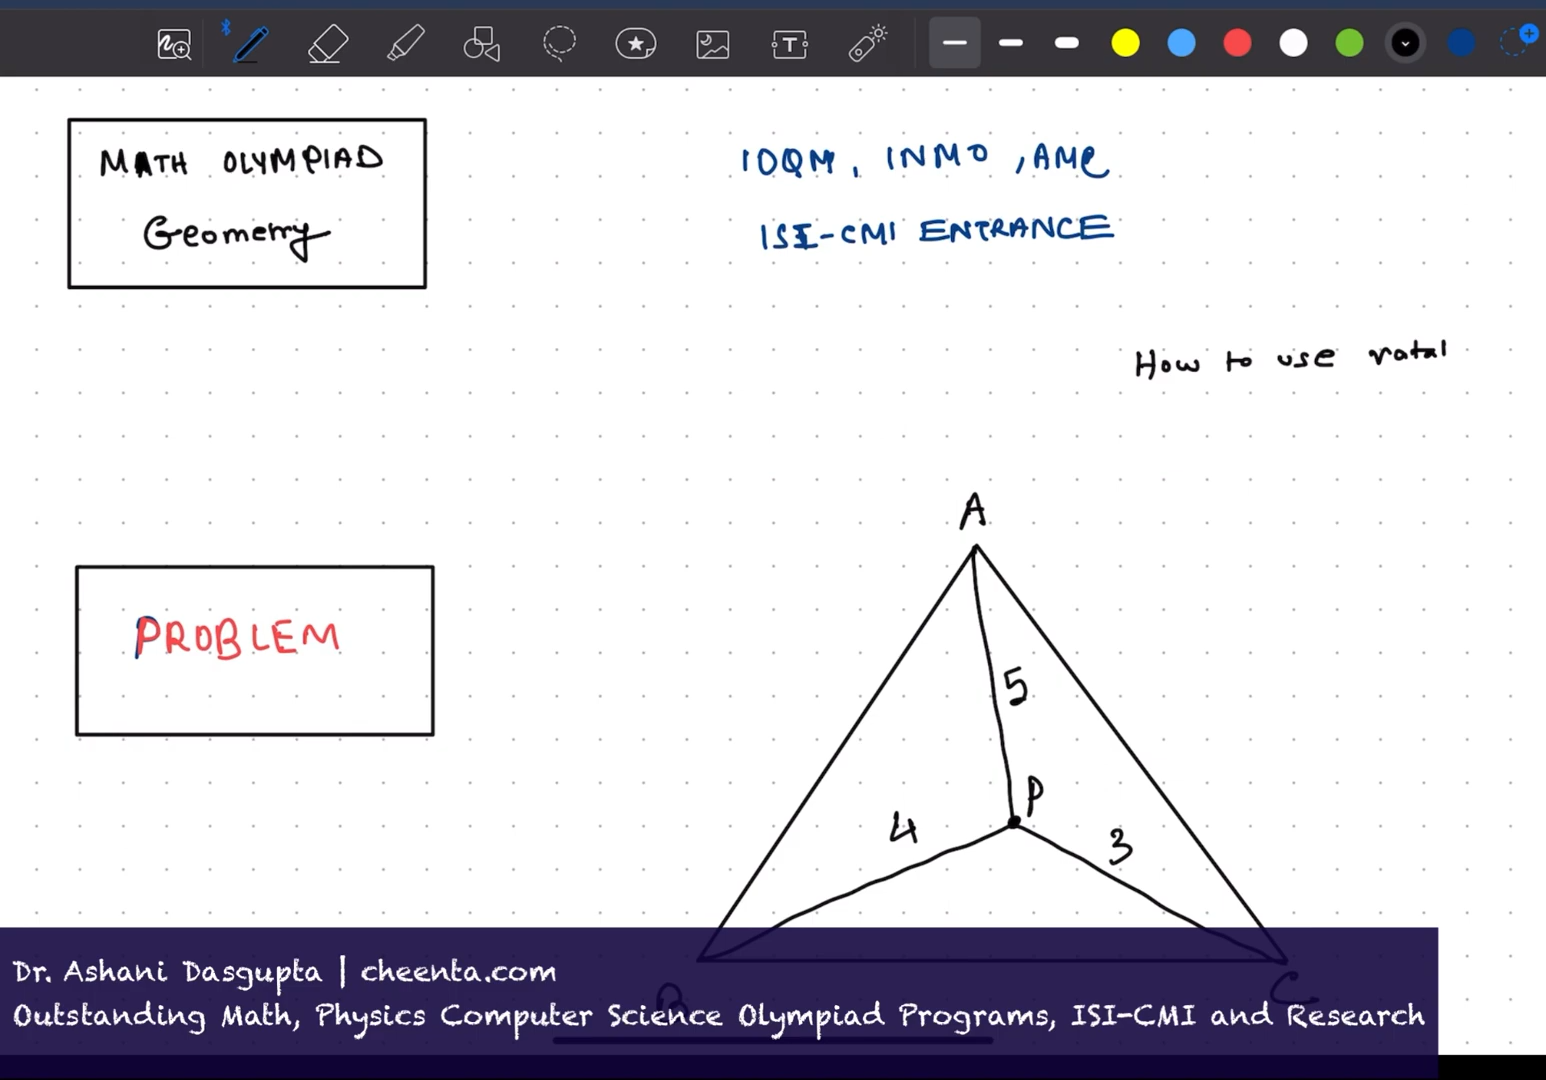 MATH OLYMPIAD
Geometry
IOQM, INMO, AMC
ISI-CMI ENTRANCE
How to use rotat
A
PROBLEM
5
P
4
3
B
C
Dr. Ashani Dasgupta | cheenta.com
Outstanding Math, Physics Computer Science Olympiad Programs, ISI-CMI and Research